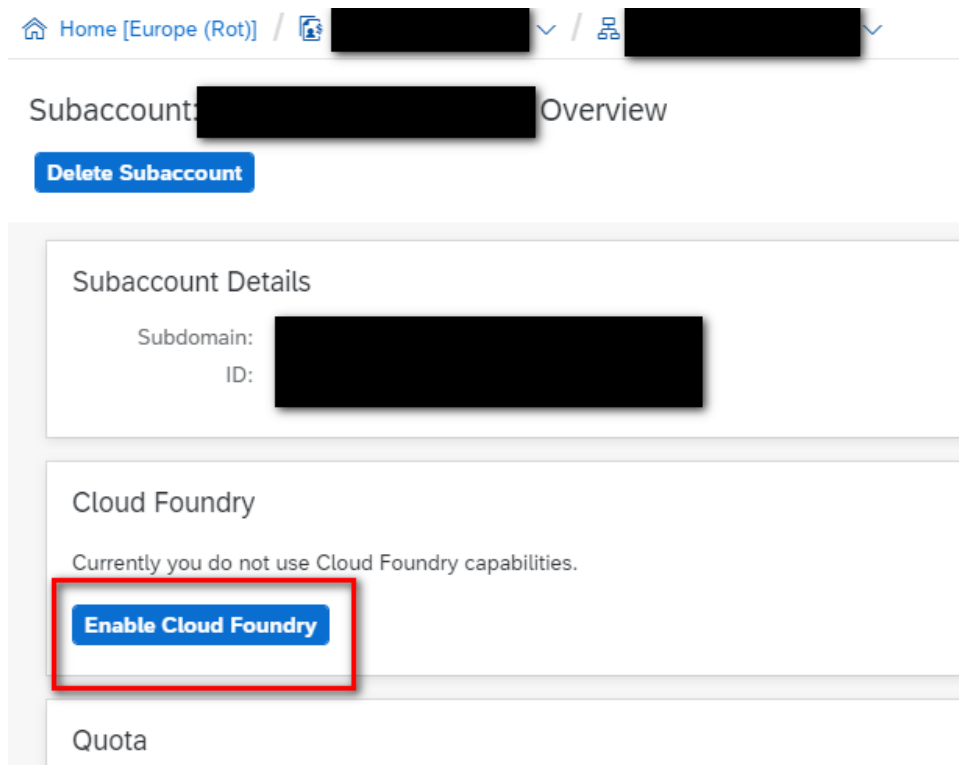 Home [Europe (Rot)] / /
Subaccount: Overview
Delete Subaccount
Subaccount Details
Subdomain:
ID:
Cloud Foundry
Currently you do not use Cloud Foundry capabilities.
Enable Cloud Foundry
Quota